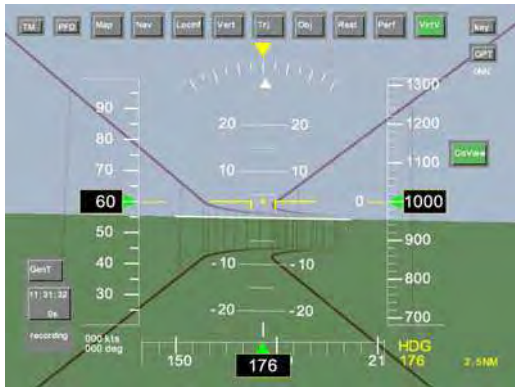 TM PFD Map Nav Locinf Vert Trj Obj Rest Perf VirtV key
GPT
ONN
90
80
70
60
50
40
30
20 20
10 10
-10 -10
-20 -20
1300
1200
1100
0 1000
900
800
700
GenT
11:31:32
0s
recording
000 kts
000 deg
150 176 21
HDG
176
2.5NM